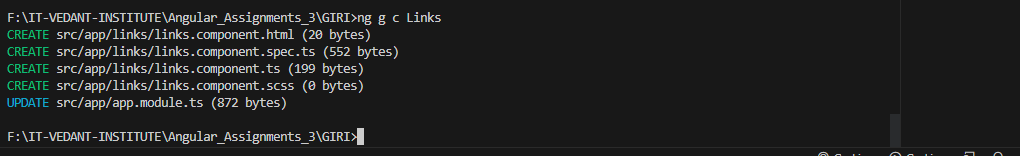 F:\IT-VEDANT-INSTITUTE\Angular_Assignments_3\GIRI>ng g c Links
CREATE src/app/links/links.component.html (20 bytes)
CREATE src/app/links/links.component.spec.ts (552 bytes)
CREATE src/app/links/links.component.ts (199 bytes)
CREATE src/app/links/links.component.scss (0 bytes)
UPDATE src/app/app.module.ts (872 bytes)
F:\IT-VEDANT-INSTITUTE\Angular_Assignments_3\GIRI>